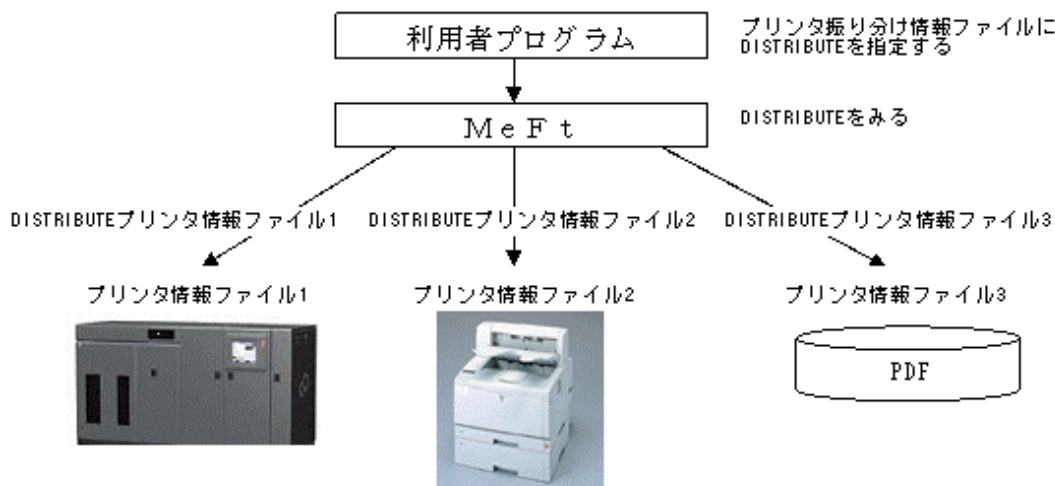 利用者プログラム
プリンタ振り分け情報ファイルに
DISTRIBUTEを指定する
ＭｅＦｔ
DISTRIBUTEをみる
DISTRIBUTEプリンタ情報ファイル1
DISTRIBUTEプリンタ情報ファイル2
DISTRIBUTEプリンタ情報ファイル3
プリンタ情報ファイル1
プリンタ情報ファイル2
プリンタ情報ファイル3
PDF